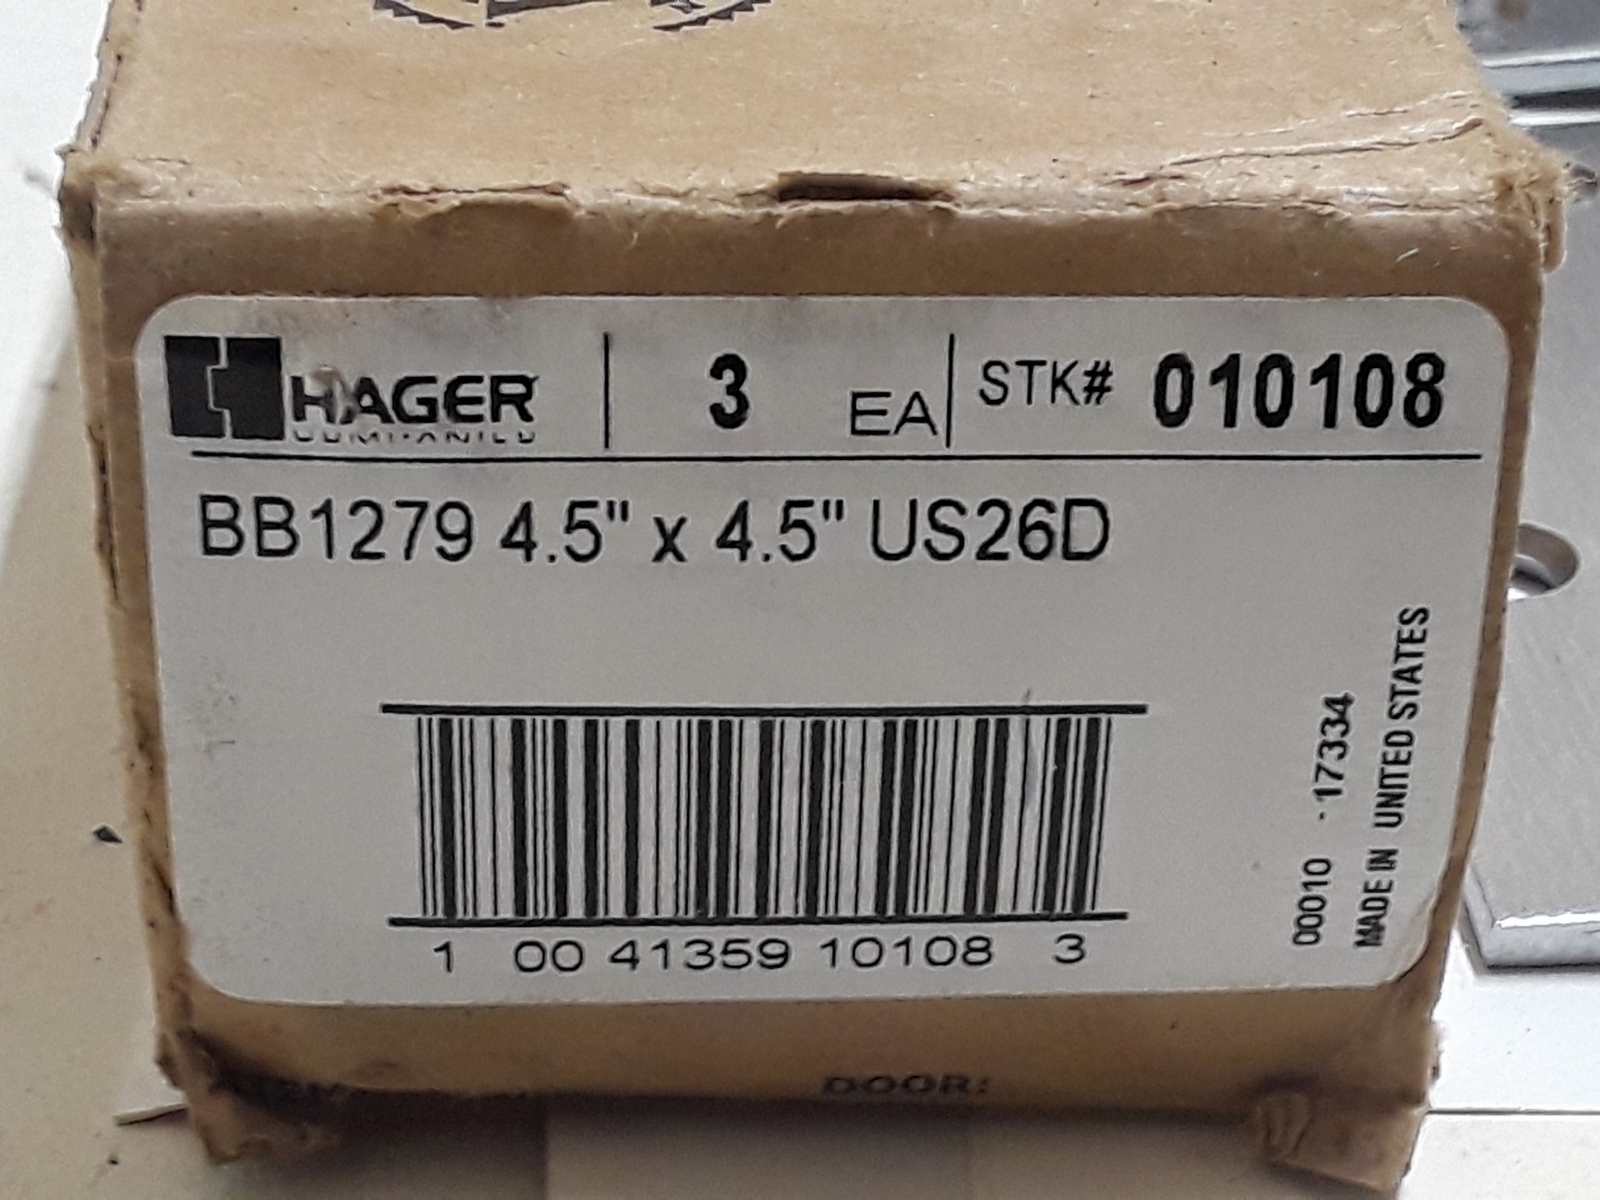 HAGER
COMPANIES
3 EA
STK# 010108
BB1279 4.5" x 4.5" US26D
1 00 41359 10108 3
00010 - 17334
MADE IN UNITED STATES
DOOR: